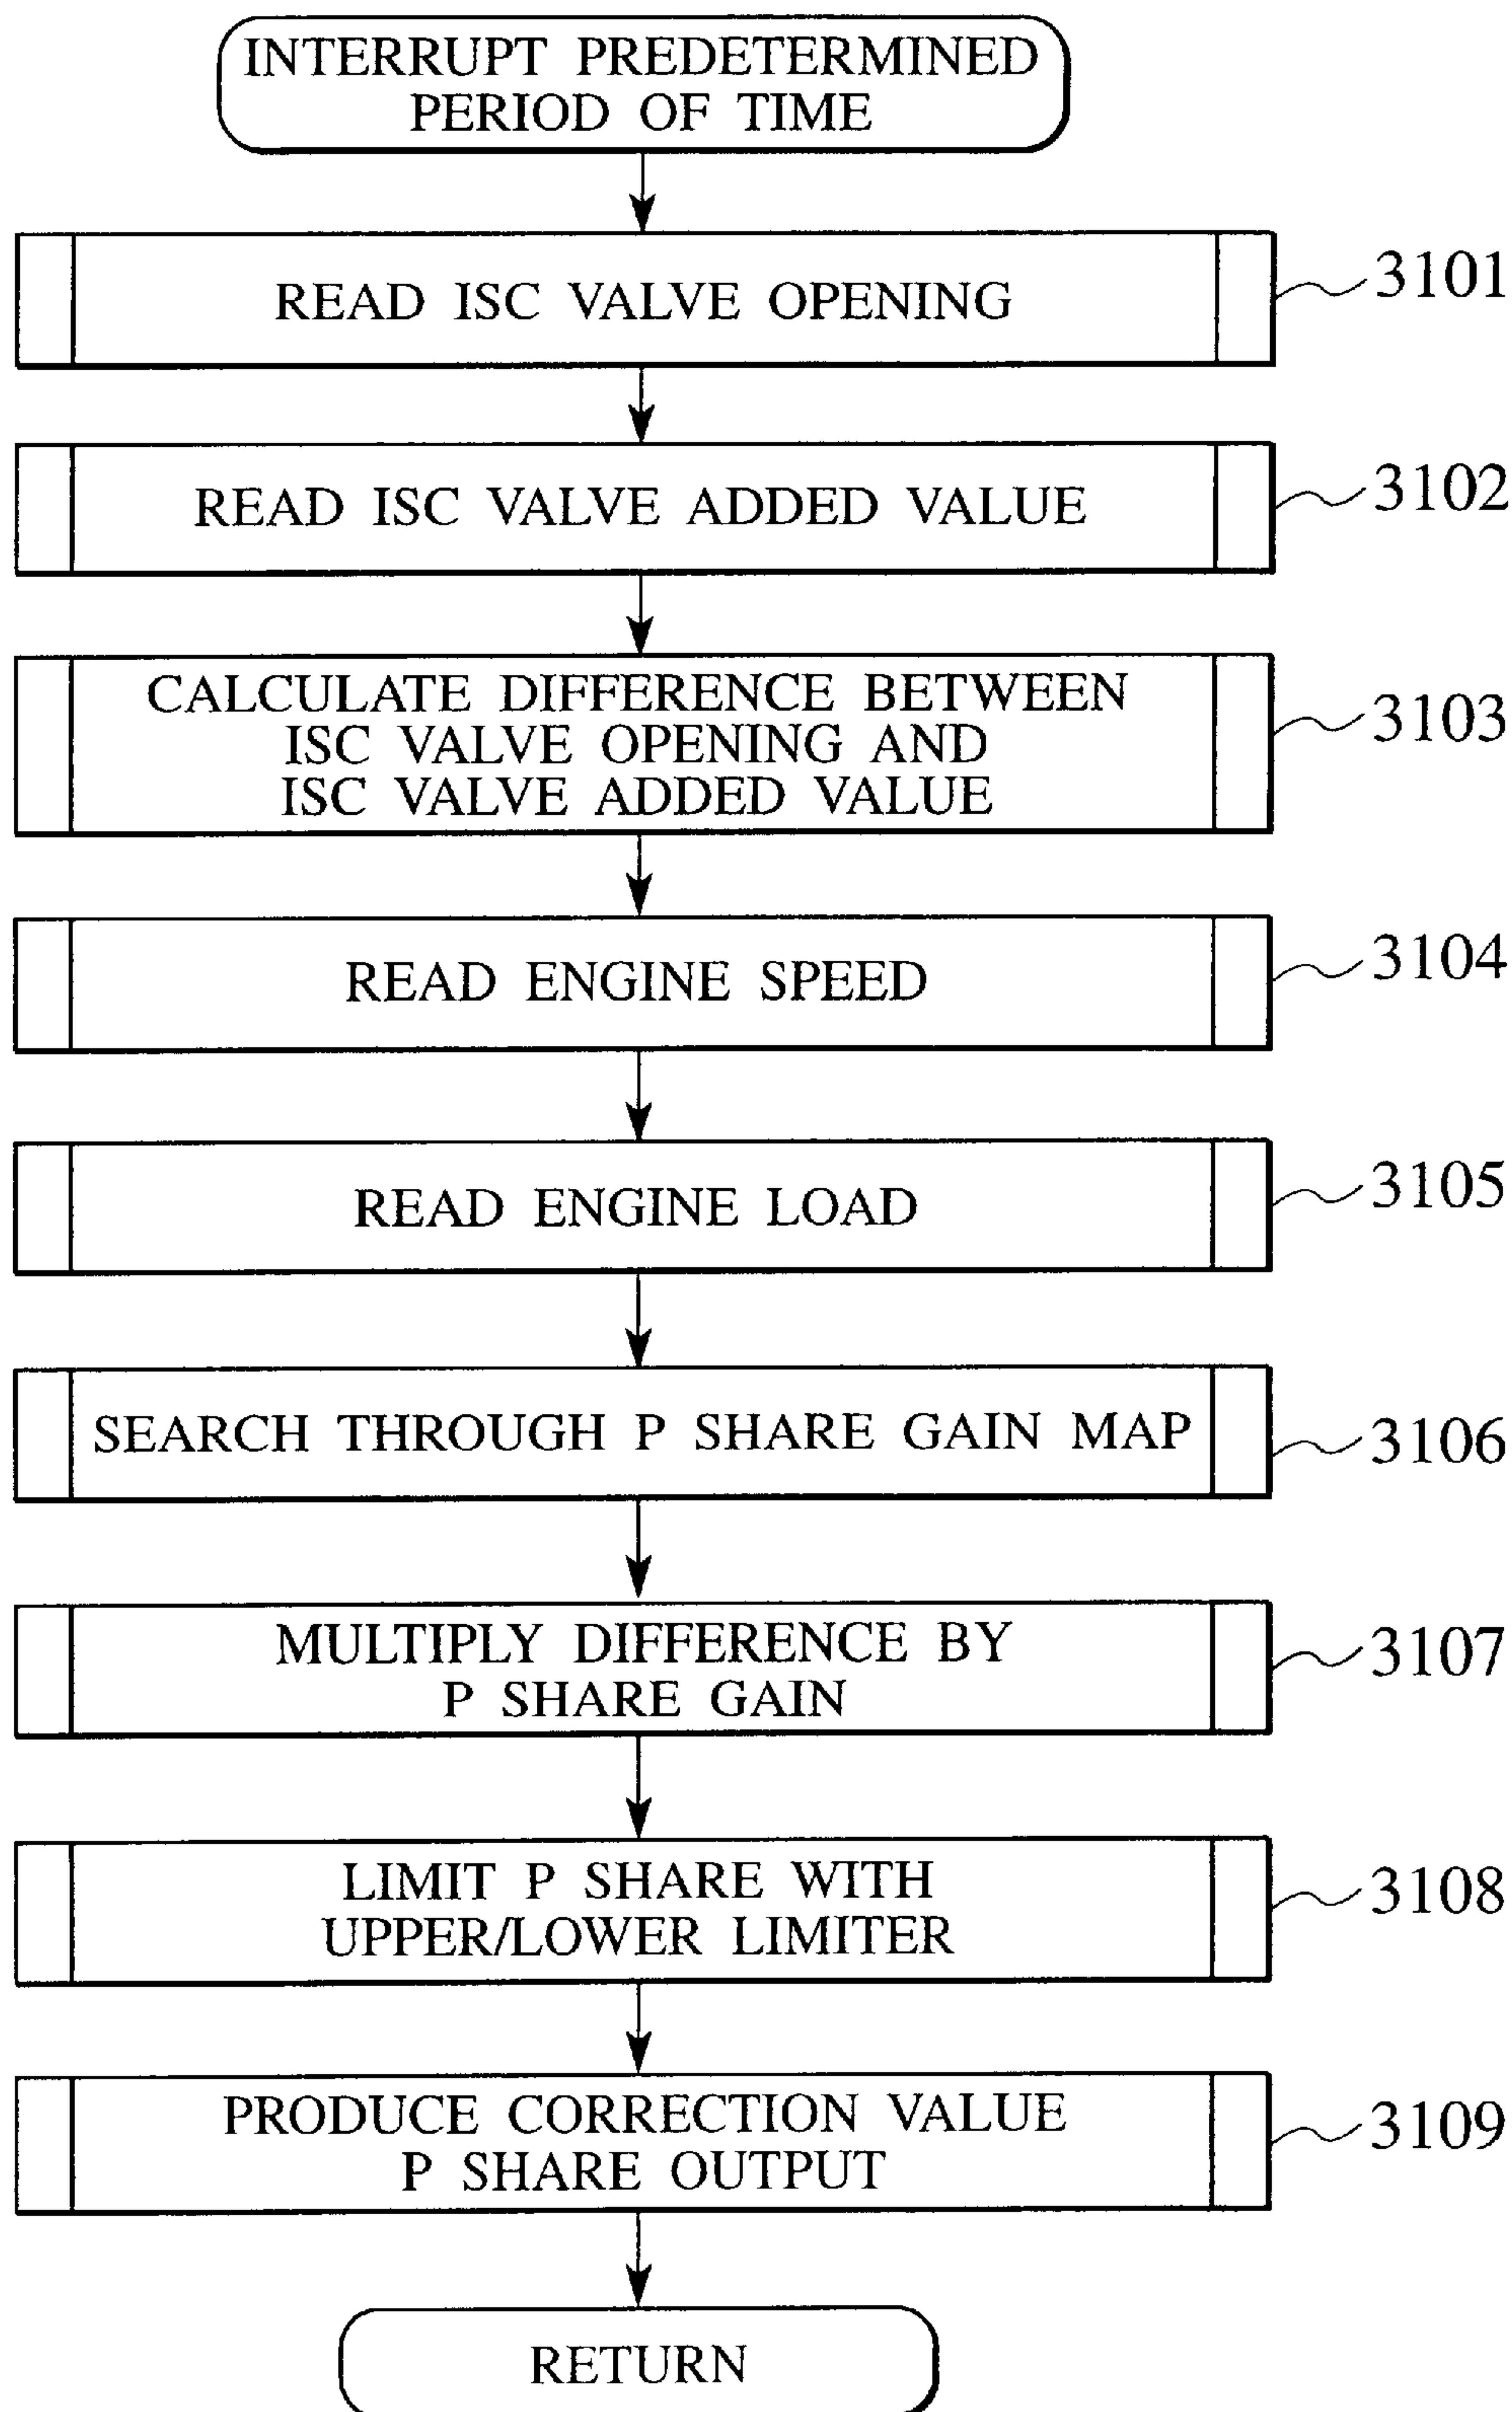 INTERRUPT PREDETERMINED
PERIOD OF TIME
READ ISC VALVE OPENING
3101
READ ISC VALVE ADDED VALUE
3102
CALCULATE DIFFERENCE BETWEEN
ISC VALVE OPENING AND
ISC VALVE ADDED VALUE
3103
READ ENGINE SPEED
3104
READ ENGINE LOAD
3105
SEARCH THROUGH P SHARE GAIN MAP
3106
MULTIPLY DIFFERENCE BY
P SHARE GAIN
3107
LIMIT P SHARE WITH
UPPER/LOWER LIMITER
3108
PRODUCE CORRECTION VALUE
P SHARE OUTPUT
3109
RETURN